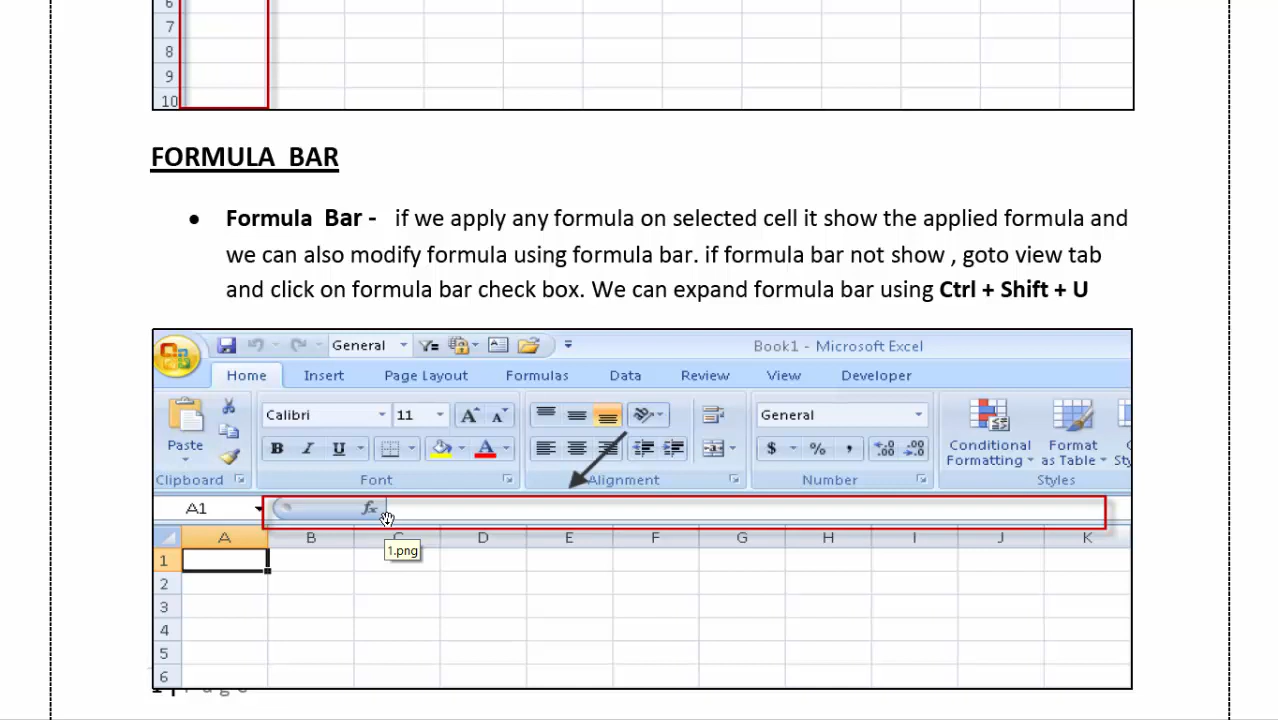 6
7
8
9
10
FORMULA BAR
• Formula Bar - if we apply any formula on selected cell it show the applied formula and
we can also modify formula using formula bar. if formula bar not show , goto view tab
and click on formula bar check box. We can expand formula bar using Ctrl + Shift + U
General Book1 - Microsoft Excel
Home Insert Page Layout Formulas Data Review View Developer
Calibri 11 A A General
Paste B I U A $ % , .0 .00 .00 .0 Conditional Formatting Format as Table
Clipboard Font Alignment Number Styles
A1 fx
A B C D E F G H I J K
1.png
1
2
3
4
5
6